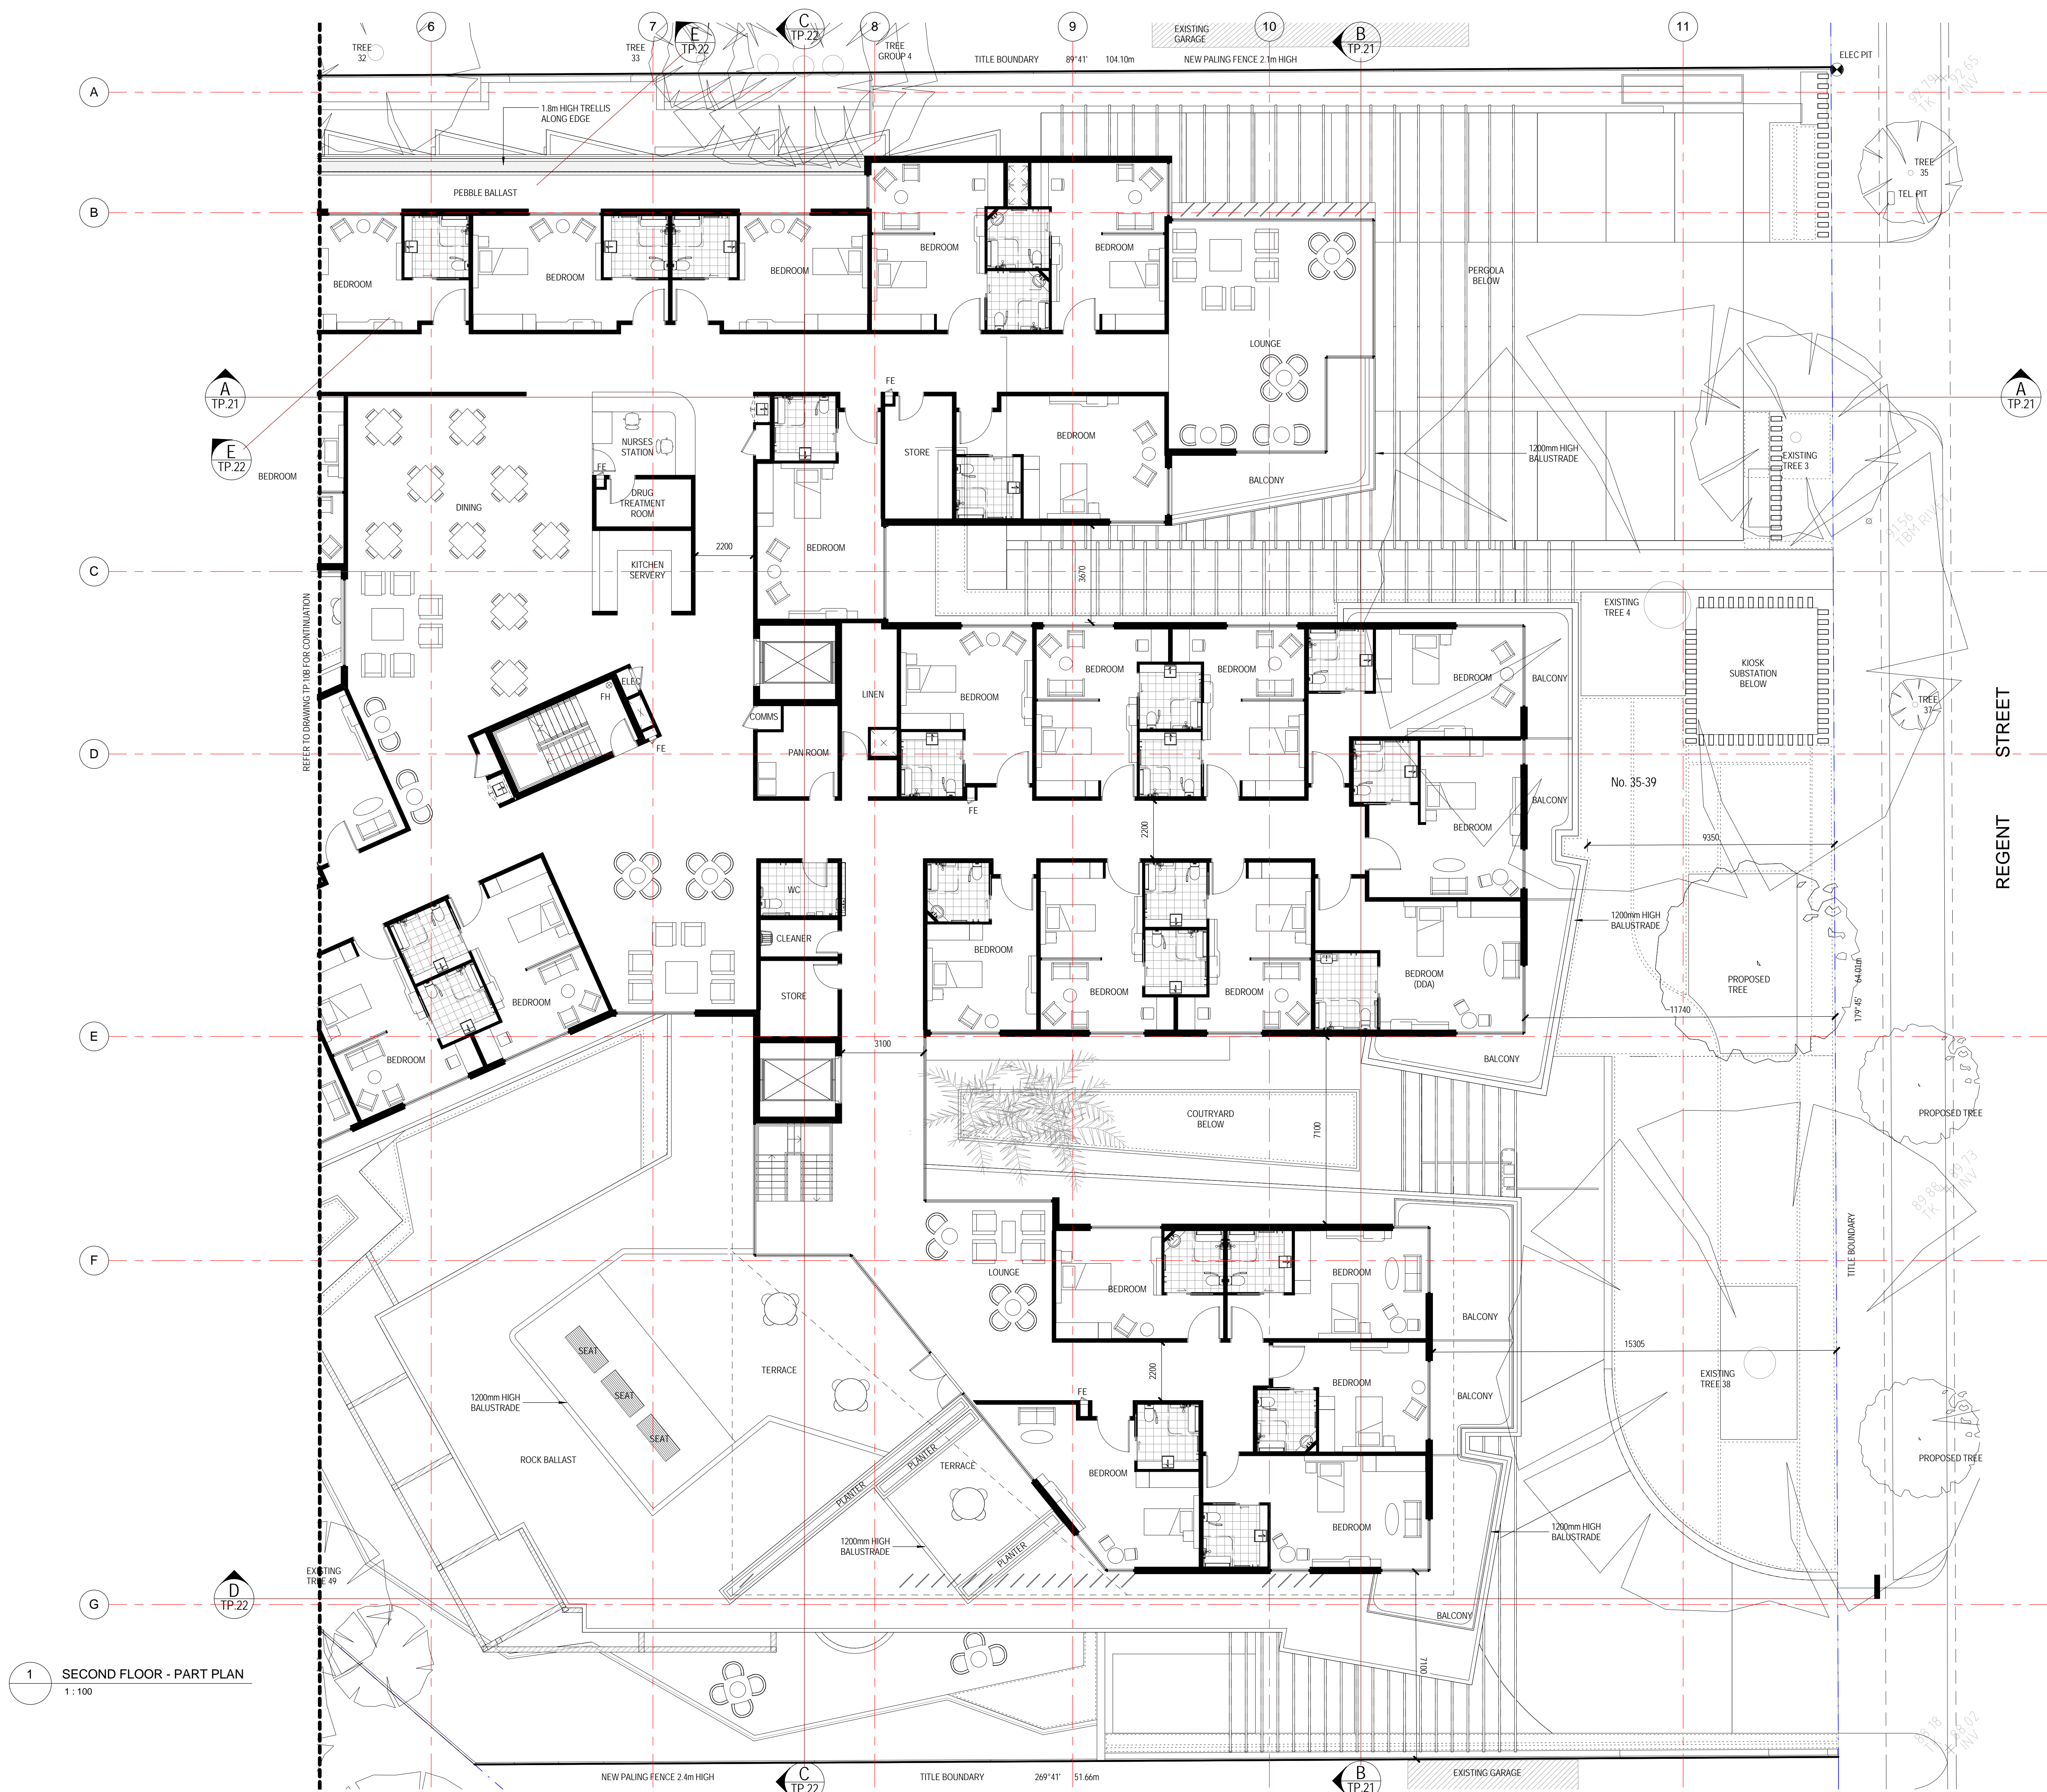 6
7
8
9
10
11
C
TP.22
E
TP.22
B
TP.21
TREE
32
TREE
33
TREE
GROUP 4
EXISTING
GARAGE
TITLE BOUNDARY 89°41' 104.10m NEW PALING FENCE 2.1m HIGH
ELEC PIT
A
1.8m HIGH TRELLIS
ALONG EDGE
TREE
35
TEL. PIT
PEBBLE BALLAST
B
BEDROOM
BEDROOM
BEDROOM
BEDROOM
BEDROOM
PERGOLA
BELOW
LOUNGE
A
TP.21
FE
A
TP.21
NURSES
STATION
BEDROOM
STORE
1200mm HIGH
BALUSTRADE
EXISTING
TREE 3
E
TP.22
BEDROOM
FE
BALCONY
DRUG
TREATMENT
ROOM
DINING
2200
BEDROOM
KITCHEN
SERVERY
C
3670
REFER TO DRAWING TP.10B FOR CONTINUATION
EXISTING
TREE 4
KIOSK
SUBSTATION
BELOW
ELEC
FH
LINEN
BEDROOM
BEDROOM
BEDROOM
BEDROOM
BALCONY
COMMS
TREE
37
FE
PAN ROOM
D
No. 35-39
BALCONY
FE
BEDROOM
2200
9350
REGENT STREET
WC
CLEANER
BEDROOM
1200mm HIGH
BALUSTRADE
STORE
BEDROOM
BEDROOM
BEDROOM
BEDROOM
(DDA)
PROPOSED
TREE
179°45' 64.01m
11740
E
BEDROOM
3100
BALCONY
COUTRYARD
BELOW
7100
PROPOSED TREE
TITLE BOUNDARY
F
LOUNGE
BEDROOM
BEDROOM
BALCONY
SEAT
TERRACE
2200
15305
BEDROOM
BALCONY
EXISTING
TREE 38
1200mm HIGH
BALUSTRADE
SEAT
FE
SEAT
ROCK BALLAST
PLANTER
PLANTER
TERRACE
BEDROOM
PROPOSED TREE
BEDROOM
1200mm HIGH
BALUSTRADE
1200mm HIGH
BALUSTRADE
PLANTER
EXISTING
TREE 49
D
TP.22
G
BALCONY
7100
1
SECOND FLOOR - PART PLAN
1 : 100
NEW PALING FENCE 2.4m HIGH
C
TP.22
TITLE BOUNDARY 269°41' 51.66m
B
TP.21
EXISTING GARAGE